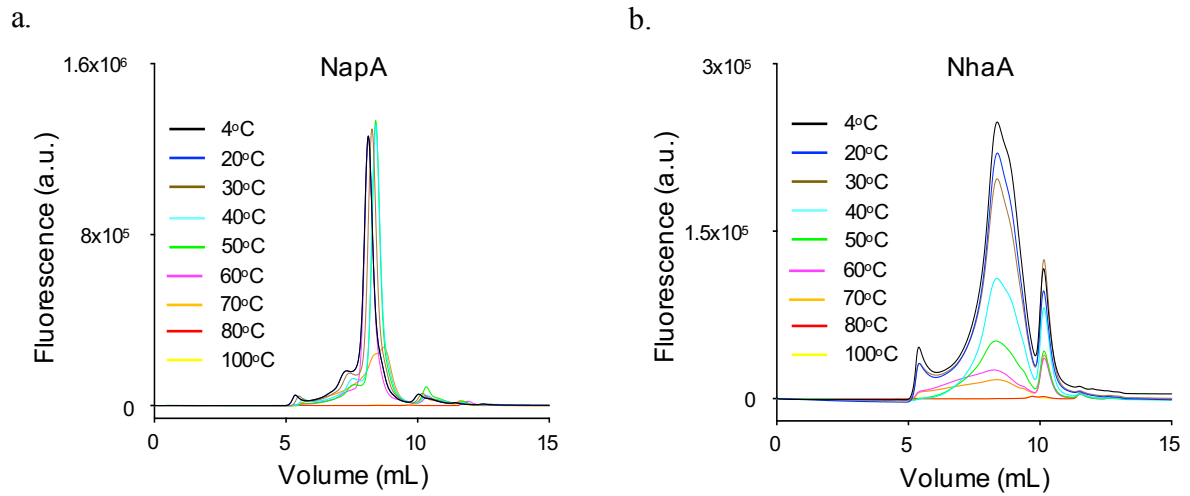 a.
NapA
1.6x10⁶
8x10⁵
0
Fluorescence (a.u.)
4ºC
20ºC
30ºC
40ºC
50ºC
60ºC
70ºC
80ºC
100ºC
0 5 10 15
Volume (mL)
b.
NhaA
3x10⁵
1.5x10⁵
0
Fluorescence (a.u.)
4ºC
20ºC
30ºC
40ºC
50ºC
60ºC
70ºC
80ºC
100ºC
0 5 10 15
Volume (mL)